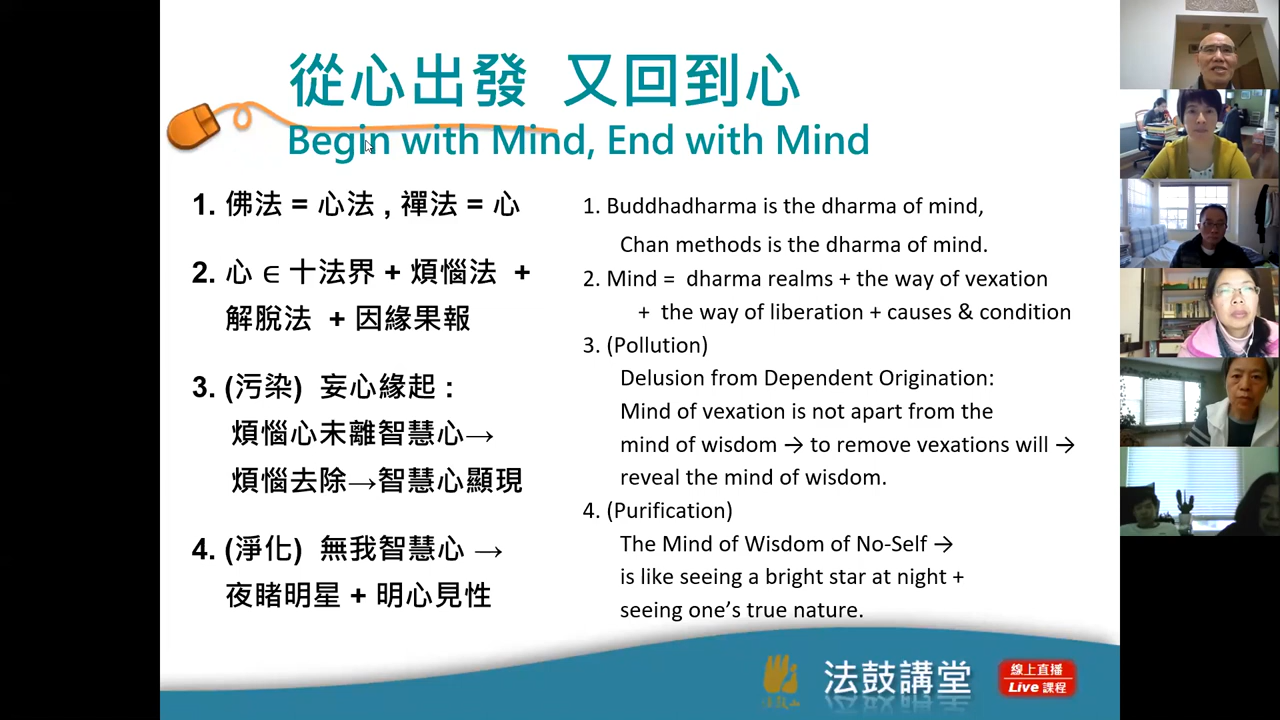 從心出發 又回到心
Begin with Mind, End with Mind
1. 佛法 = 心法 , 禪法 = 心
2. 心 ∈ 十法界 + 煩惱法 +
解脫法 + 因緣果報
3. (污染) 妄心緣起 :
煩惱心未離智慧心→
煩惱去除→智慧心顯現
4. (淨化) 無我智慧心 →
夜睹明星 + 明心見性
1. Buddhadharma is the dharma of mind,
Chan methods is the dharma of mind.
2. Mind = dharma realms + the way of vexation
+ the way of liberation + causes & condition
3. (Pollution)
Delusion from Dependent Origination:
Mind of vexation is not apart from the
mind of wisdom → to remove vexations will →
reveal the mind of wisdom.
4. (Purification)
The Mind of Wisdom of No-Self →
is like seeing a bright star at night +
seeing one's true nature.
法鼓山
法鼓講堂
線上直播
Live 課程